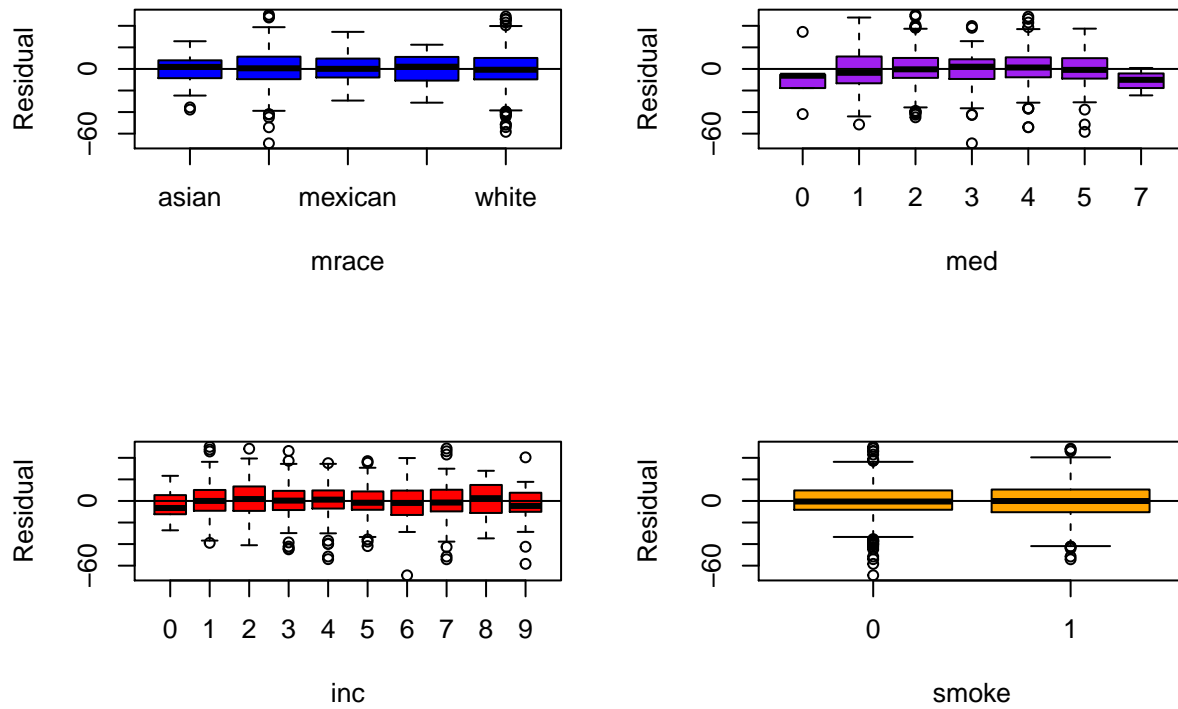 Residual
0
−60
asian mexican white
mrace
Residual
0
−60
0 1 2 3 4 5 7
med
Residual
0
−60
0 1 2 3 4 5 6 7 8 9
inc
Residual
0
−60
0 1
smoke